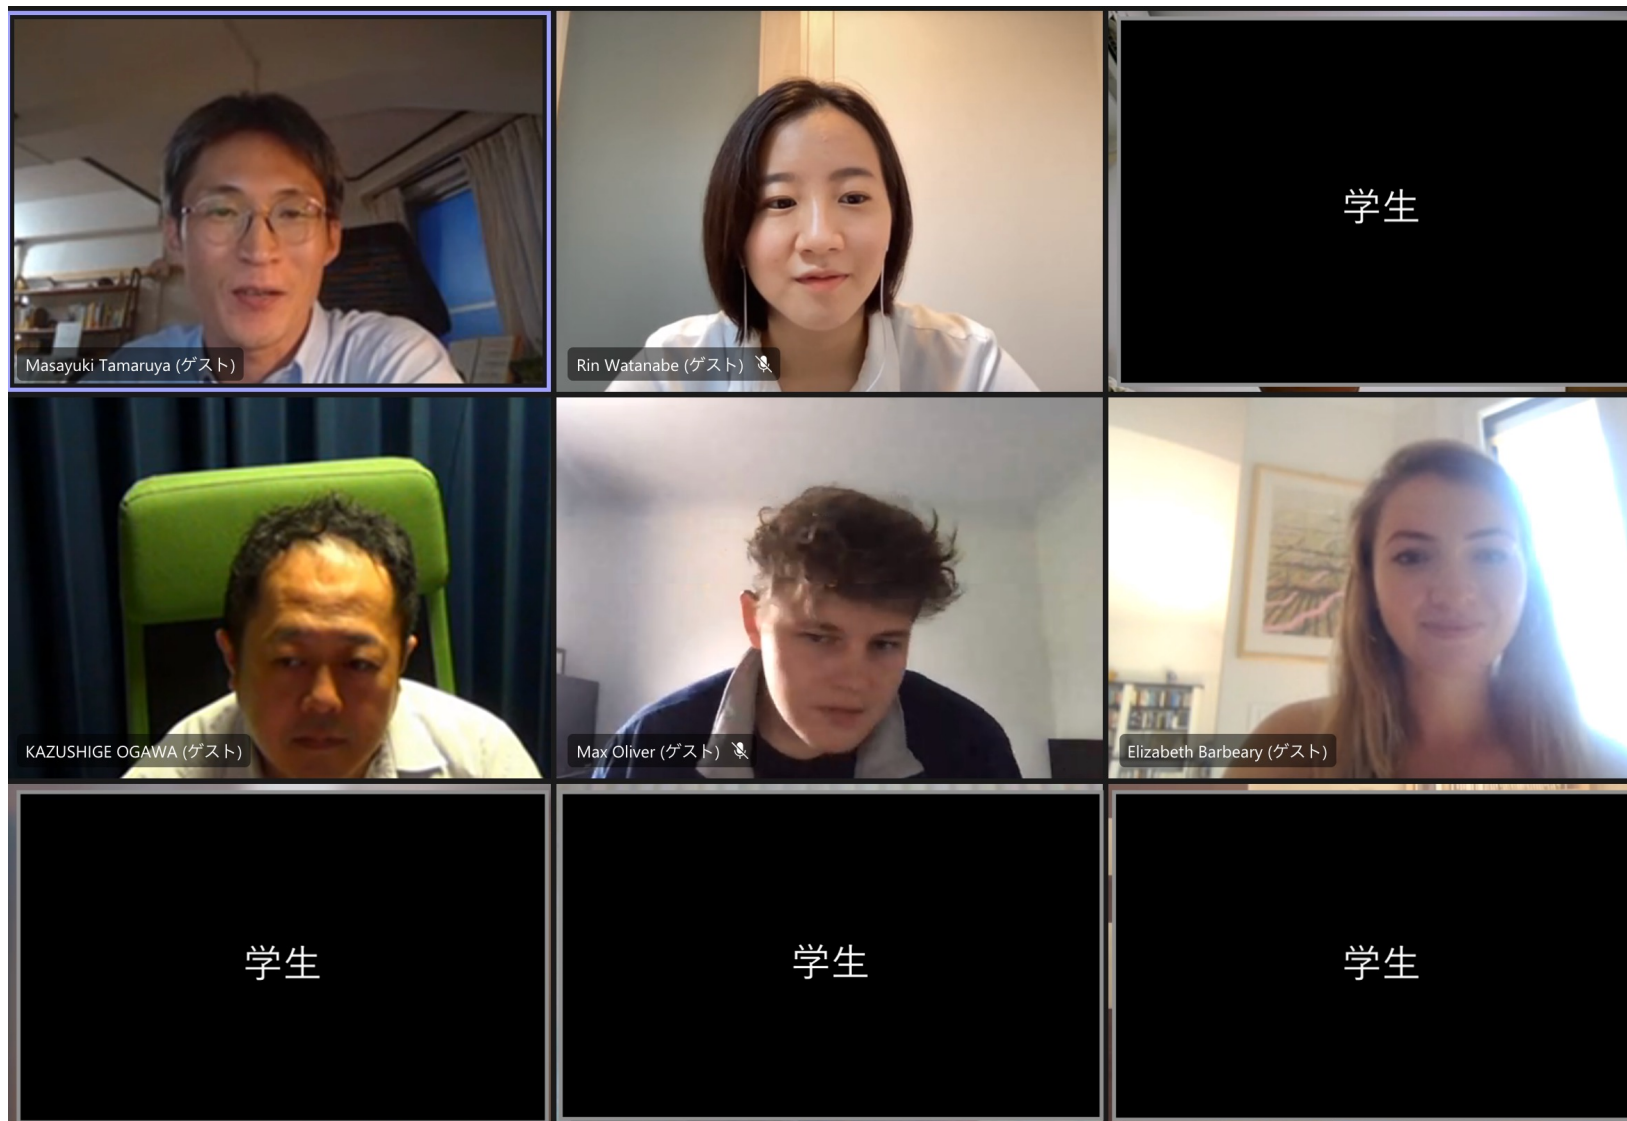 Masayuki Tamaruya (ゲスト)
Rin Watanabe (ゲスト)
学生
KAZUSHIGE OGAWA (ゲスト)
Max Oliver (ゲスト)
Elizabeth Barbeary (ゲスト)
学生
学生
学生